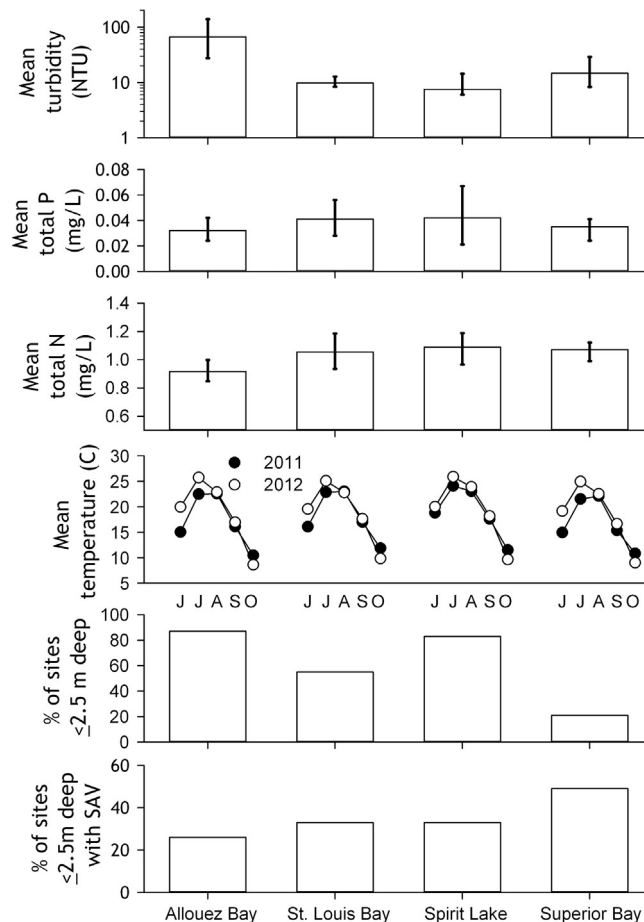 Mean
turbidity
(NTU)
100
10
1
Mean
total P
(mg/L)
0.08
0.06
0.04
0.02
0.00
Mean
total N
(mg/L)
1.4
1.2
1.0
0.8
0.6
Mean
temperature (C)
30
25
20
15
10
5
2011
2012
J J A S O J J A S O J J A S O J J A S O
% of sites
≤2.5 m deep
100
80
60
40
20
0
% of sites
≤2.5m deep
with SAV
60
40
20
0
Allouez Bay St. Louis Bay Spirit Lake Superior Bay